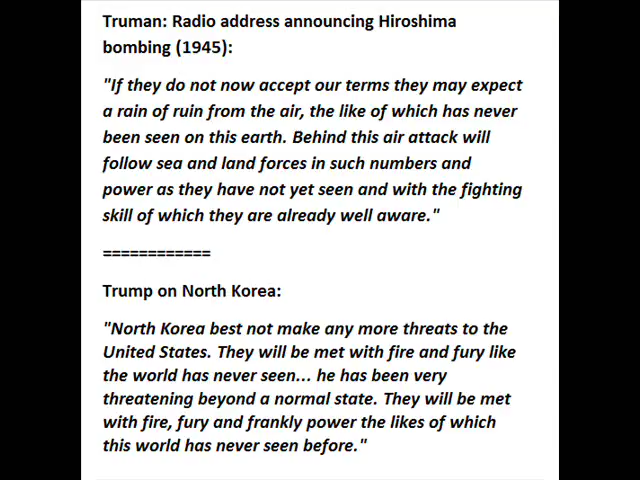 Truman: Radio address announcing Hiroshima
bombing (1945):
"If they do not now accept our terms they may expect
a rain of ruin from the air, the like of which has never
been seen on this earth. Behind this air attack will
follow sea and land forces in such numbers and
power as they have not yet seen and with the fighting
skill of which they are already well aware."
============
Trump on North Korea:
"North Korea best not make any more threats to the
United States. They will be met with fire and fury like
the world has never seen... he has been very
threatening beyond a normal state. They will be met
with fire, fury and frankly power the likes of which
this world has never seen before."